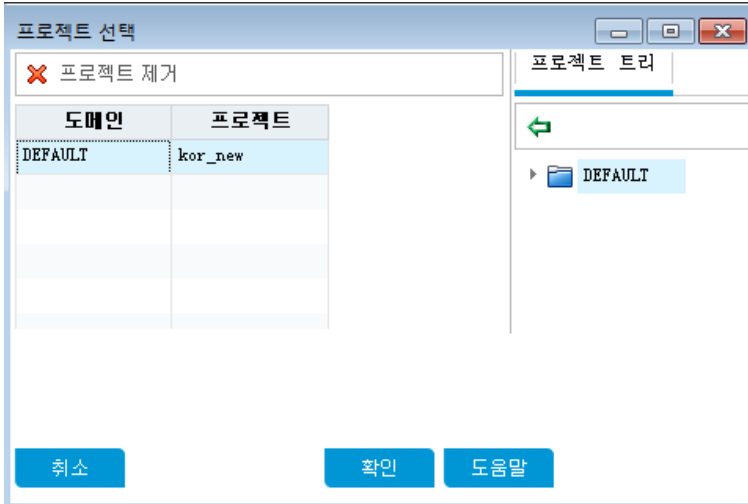 프로젝트 선택
프로젝트 제거
프로젝트 트리
도메인 프로젝트
DEFAULT kor_new
DEFAULT
취소 확인 도움말